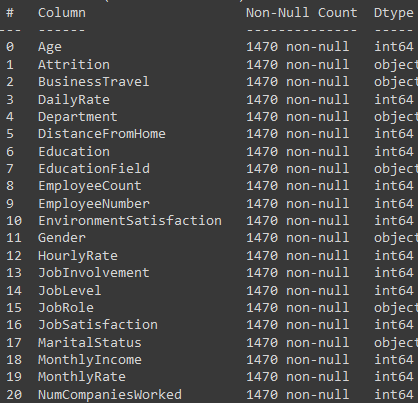 #   Column                   Non-Null Count  Dtype
---  ------                   --------------  -----
0   Age                      1470 non-null   int64
1   Attrition                1470 non-null   object
2   BusinessTravel           1470 non-null   object
3   DailyRate                1470 non-null   int64
4   Department               1470 non-null   object
5   DistanceFromHome         1470 non-null   int64
6   Education                1470 non-null   int64
7   EducationField           1470 non-null   object
8   EmployeeCount            1470 non-null   int64
9   EmployeeNumber           1470 non-null   int64
10  EnvironmentSatisfaction  1470 non-null   int64
11  Gender                   1470 non-null   object
12  HourlyRate               1470 non-null   int64
13  JobInvolvement           1470 non-null   int64
14  JobLevel                 1470 non-null   int64
15  JobRole                  1470 non-null   object
16  JobSatisfaction          1470 non-null   int64
17  MaritalStatus            1470 non-null   object
18  MonthlyIncome            1470 non-null   int64
19  MonthlyRate              1470 non-null   int64
20  NumCompaniesWorked       1470 non-null   int64